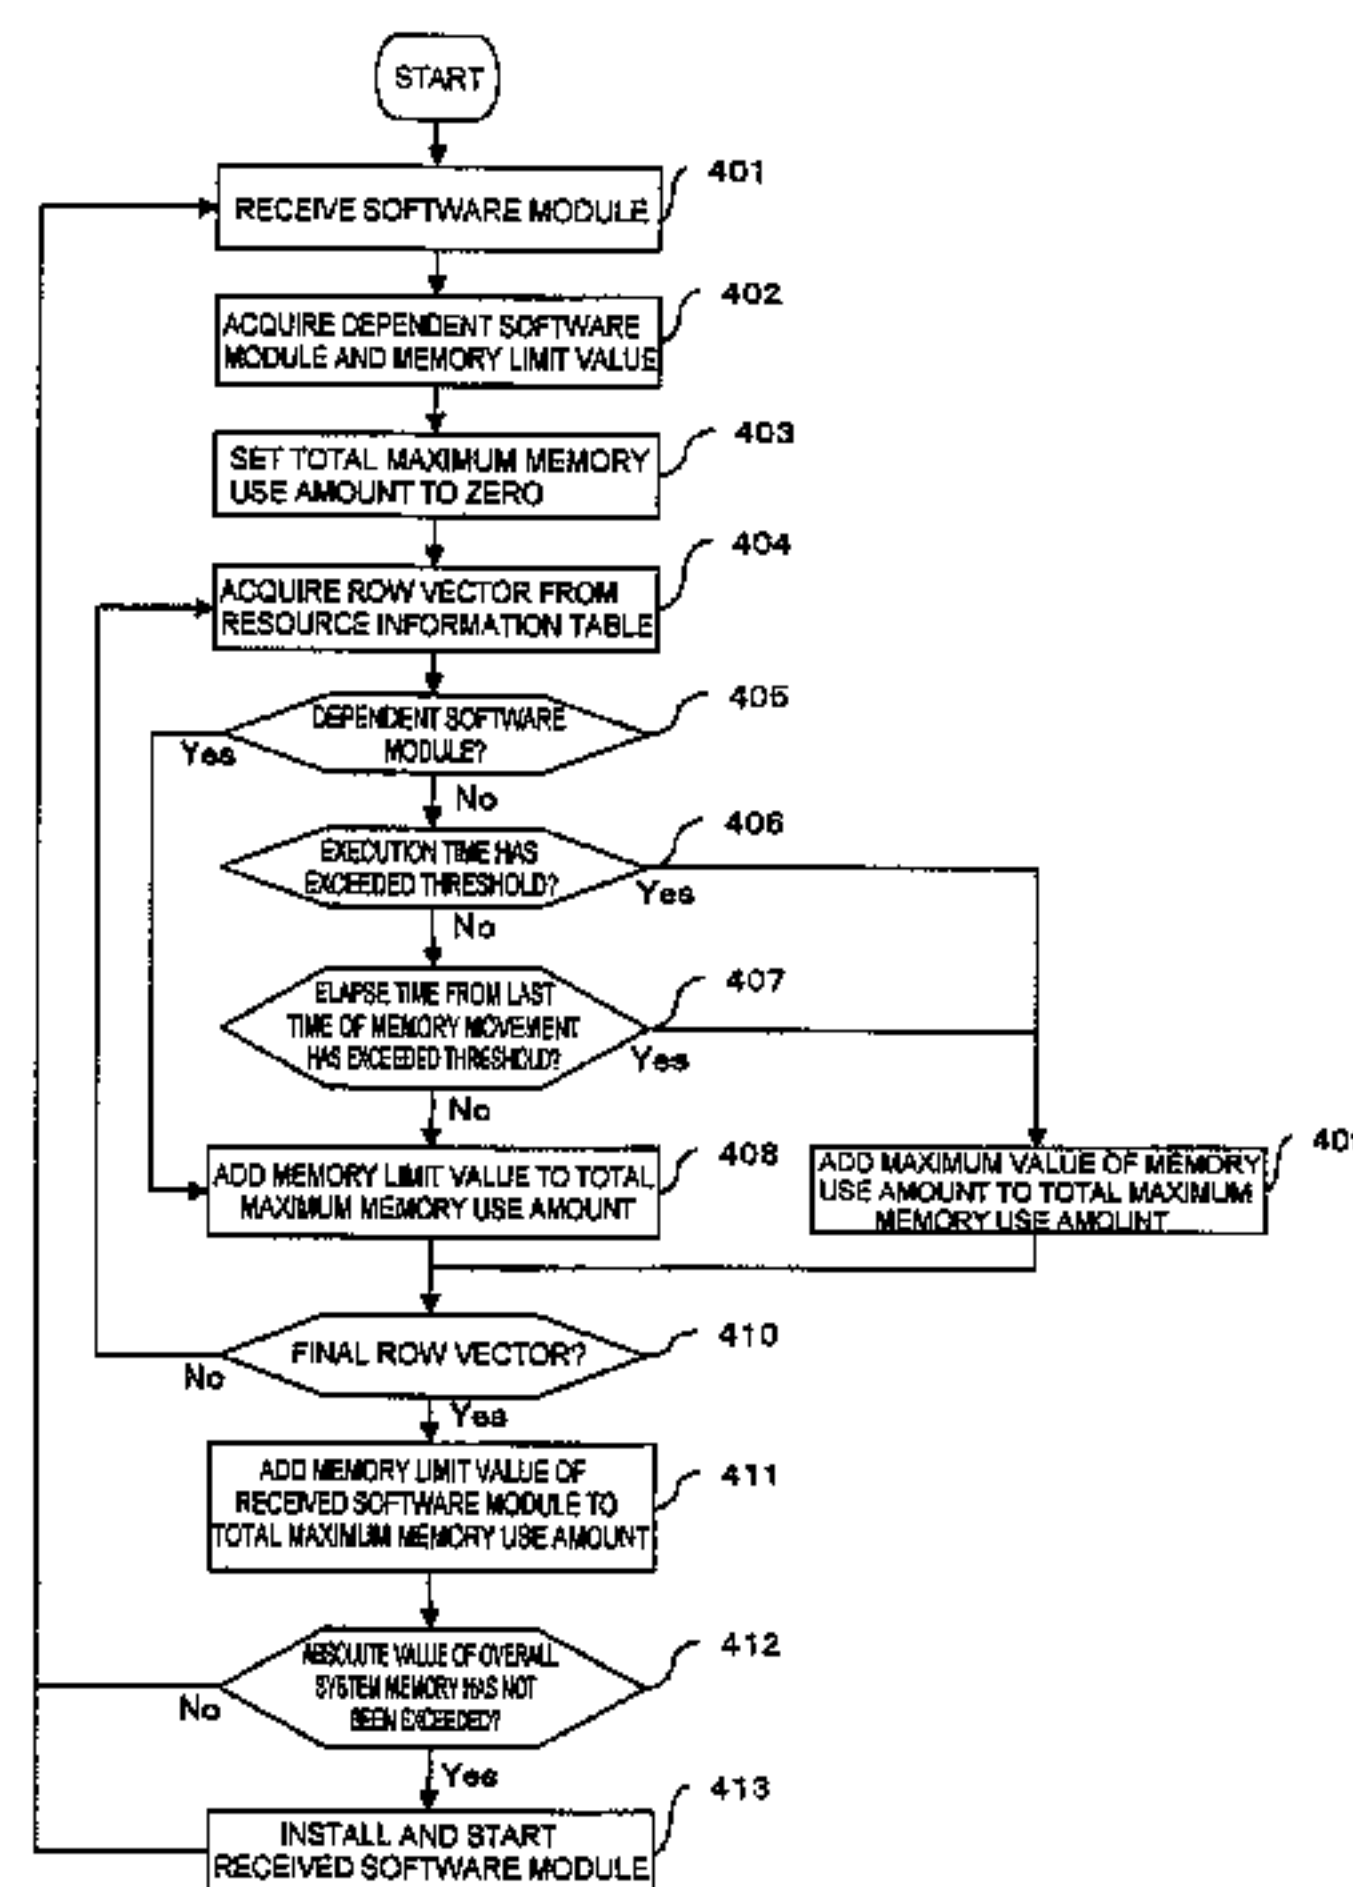 START
RECEIVE SOFTWARE MODULE
401
ACQUIRE DEPENDENT SOFTWARE
MODULE AND MEMORY LIMIT VALUE
402
SET TOTAL MAXIMUM MEMORY
USE AMOUNT TO ZERO
403
ACQUIRE ROW VECTOR FROM
RESOURCE INFORMATION TABLE
404
DEPENDENT SOFTWARE
MODULE?
405
Yes
No
EXECUTION TIME HAS
EXCEEDED THRESHOLD?
406
Yes
No
ELAPSE TIME FROM LAST
TIME OF MEMORY MOVEMENT
HAS EXCEEDED THRESHOLD?
407
Yes
No
ADD MEMORY LIMIT VALUE TO TOTAL
MAXIMUM MEMORY USE AMOUNT
408
ADD MAXIMUM VALUE OF MEMORY
USE AMOUNT TO TOTAL MAXIMUM
MEMORY USE AMOUNT
FINAL ROW VECTOR?
410
No
Yes
ADD MEMORY LIMIT VALUE OF
RECEIVED SOFTWARE MODULE TO
TOTAL MAXIMUM MEMORY USE AMOUNT
411
ABSOLUTE VALUE OF OVERALL
SYSTEM MEMORY HAS NOT
BEEN EXCEEDED?
412
No
Yes
INSTALL AND START
RECEIVED SOFTWARE MODULE
413